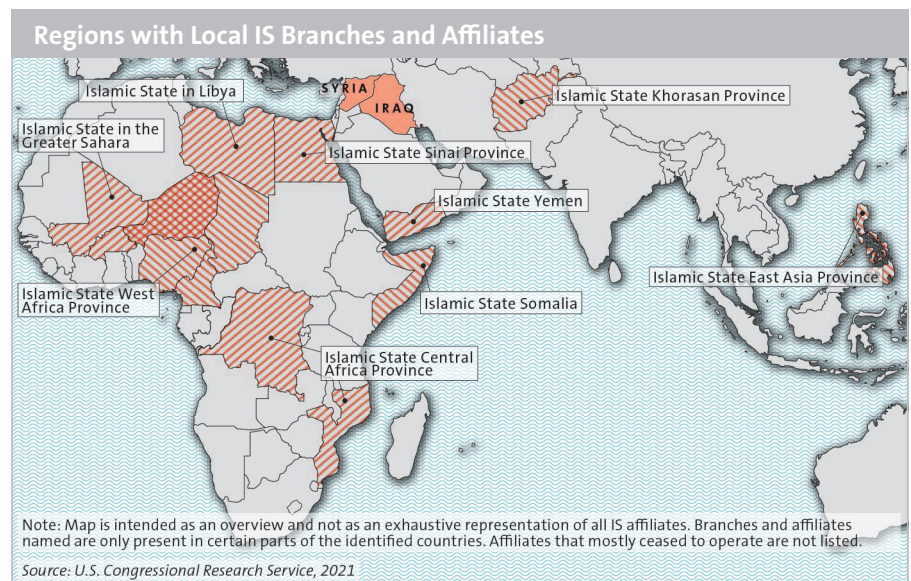 Regions with Local IS Branches and Affiliates
SYRIA
Islamic State in Libya
Islamic State Khorasan Province
IRAQ
Islamic State in the
Greater Sahara
Islamic State Sinai Province
Islamic State Yemen
Islamic State East Asia Province
Islamic State West
Africa Province
Islamic State Somalia
Islamic State Central
Africa Province
Note: Map is intended as an overview and not as an exhaustive representation of all IS affiliates. Branches and affiliates
named are only present in certain parts of the identified countries. Affiliates that mostly ceased to operate are not listed.
Source: U.S. Congressional Research Service, 2021